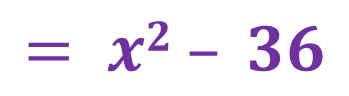 = x² – 36